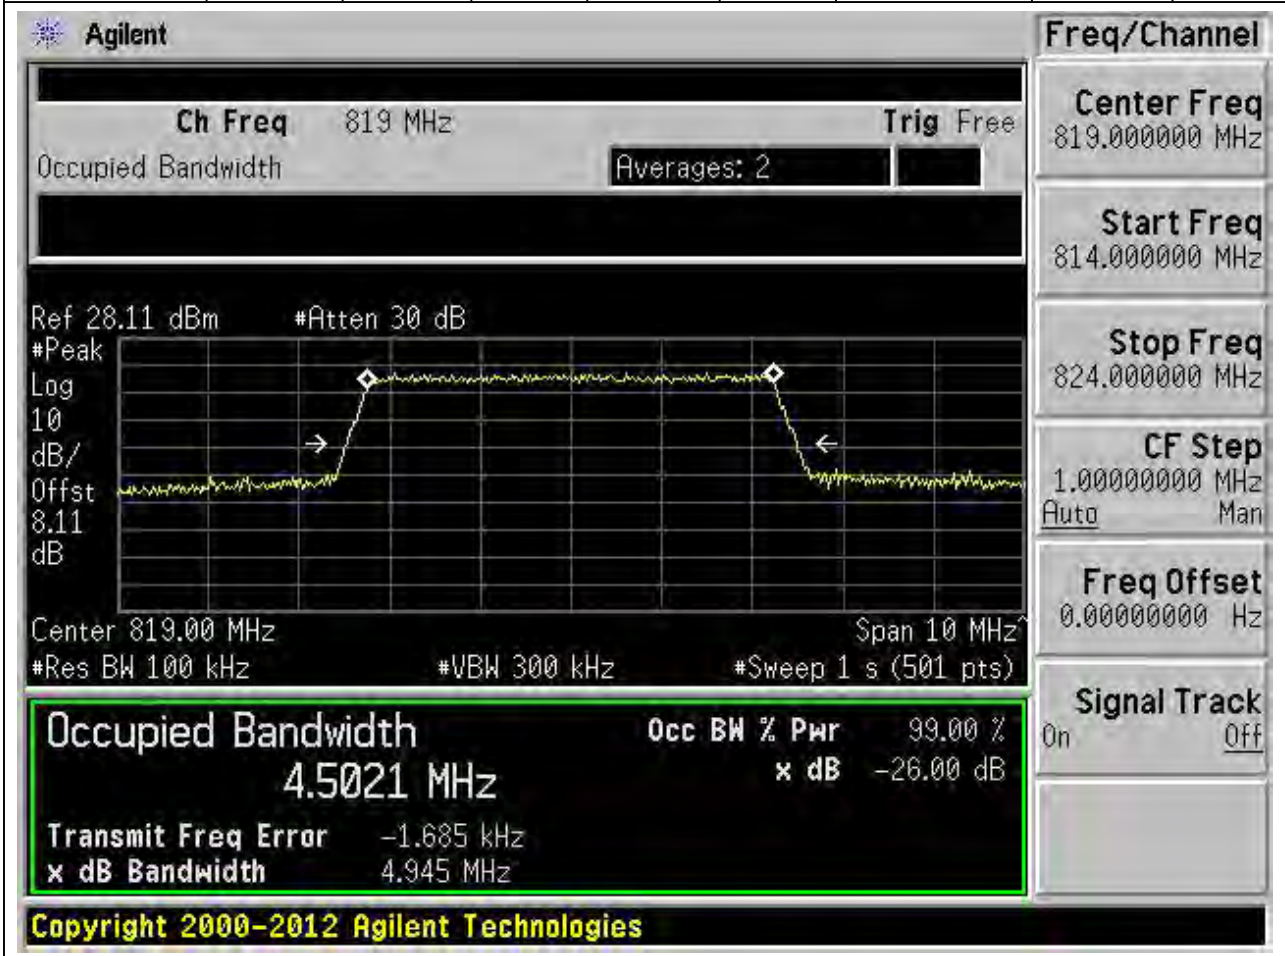 Agilent
Freq/Channel
Ch Freq 819 MHz Trig Free
Occupied Bandwidth Averages: 2
Center Freq
819.000000 MHz
Start Freq
814.000000 MHz
Stop Freq
824.000000 MHz
CF Step
1.00000000 MHz
Auto Man
Freq Offset
0.00000000 Hz
Signal Track
On Off
Ref 28.11 dBm #Atten 30 dB
#Peak
Log
10
dB/
Offst
8.11
dB
Center 819.00 MHz Span 10 MHz^
#Res BW 100 kHz #VBW 300 kHz #Sweep 1 s (501 pts)
Occupied Bandwidth Occ BW % Pwr 99.00 %
4.5021 MHz x dB -26.00 dB
Transmit Freq Error -1.685 kHz
x dB Bandwidth 4.945 MHz
Copyright 2000-2012 Agilent Technologies